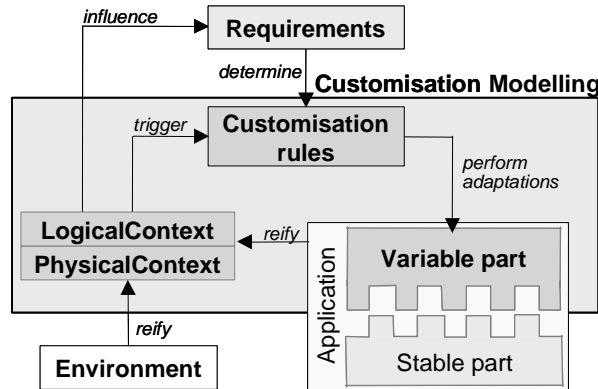 influence
Requirements
determine
Customisation Modelling
trigger
Customisation
rules
perform
adaptations
LogicalContext
PhysicalContext
reify
Application
Variable part
reify
Environment
Stable part